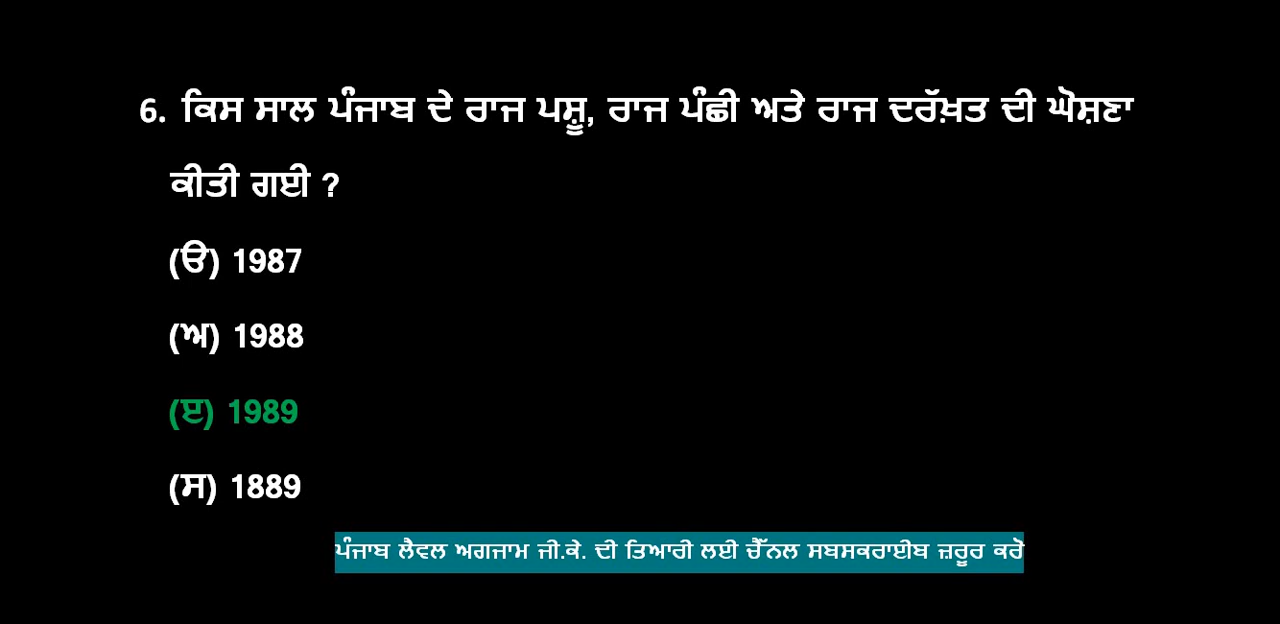 6. ਕਿਸ ਸਾਲ ਪੰਜਾਬ ਦੇ ਰਾਜ ਪਸ਼ੂ, ਰਾਜ ਪੰਛੀ ਅਤੇ ਰਾਜ ਦਰੱਖ਼ਤ ਦੀ ਘੋਸ਼ਣਾ
ਕੀਤੀ ਗਈ ?
(ੳ) 1987
(ਅ) 1988
(ੲ) 1989
(ਸ) 1889
ਪੰਜਾਬ ਲੈਵਲ ਅਗਜਾਮ ਜੀ.ਕੇ. ਦੀ ਤਿਆਰੀ ਲਈ ਚੈੱਨਲ ਸਬਸਕਰਾਈਬ ਜ਼ਰੂਰ ਕਰੋ